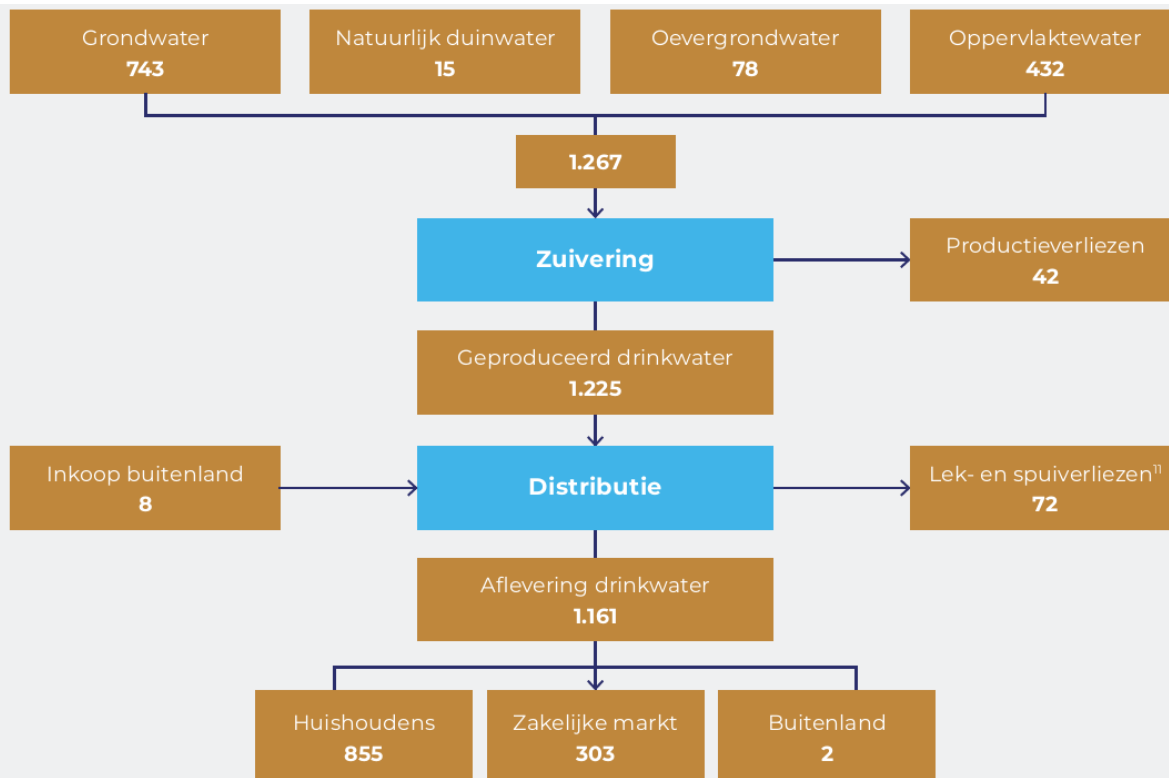 Grondwater
743
Natuurlijk duinwater
15
Oevergrondwater
78
Oppervlaktewater
432
1.267
Zuivering
Productieverliezen
42
Geproduceerd drinkwater
1.225
Inkoop buitenland
8
Distributie
Lek- en spuiverliezen¹¹
72
Aflevering drinkwater
1.161
Huishoudens
855
Zakelijke markt
303
Buitenland
2